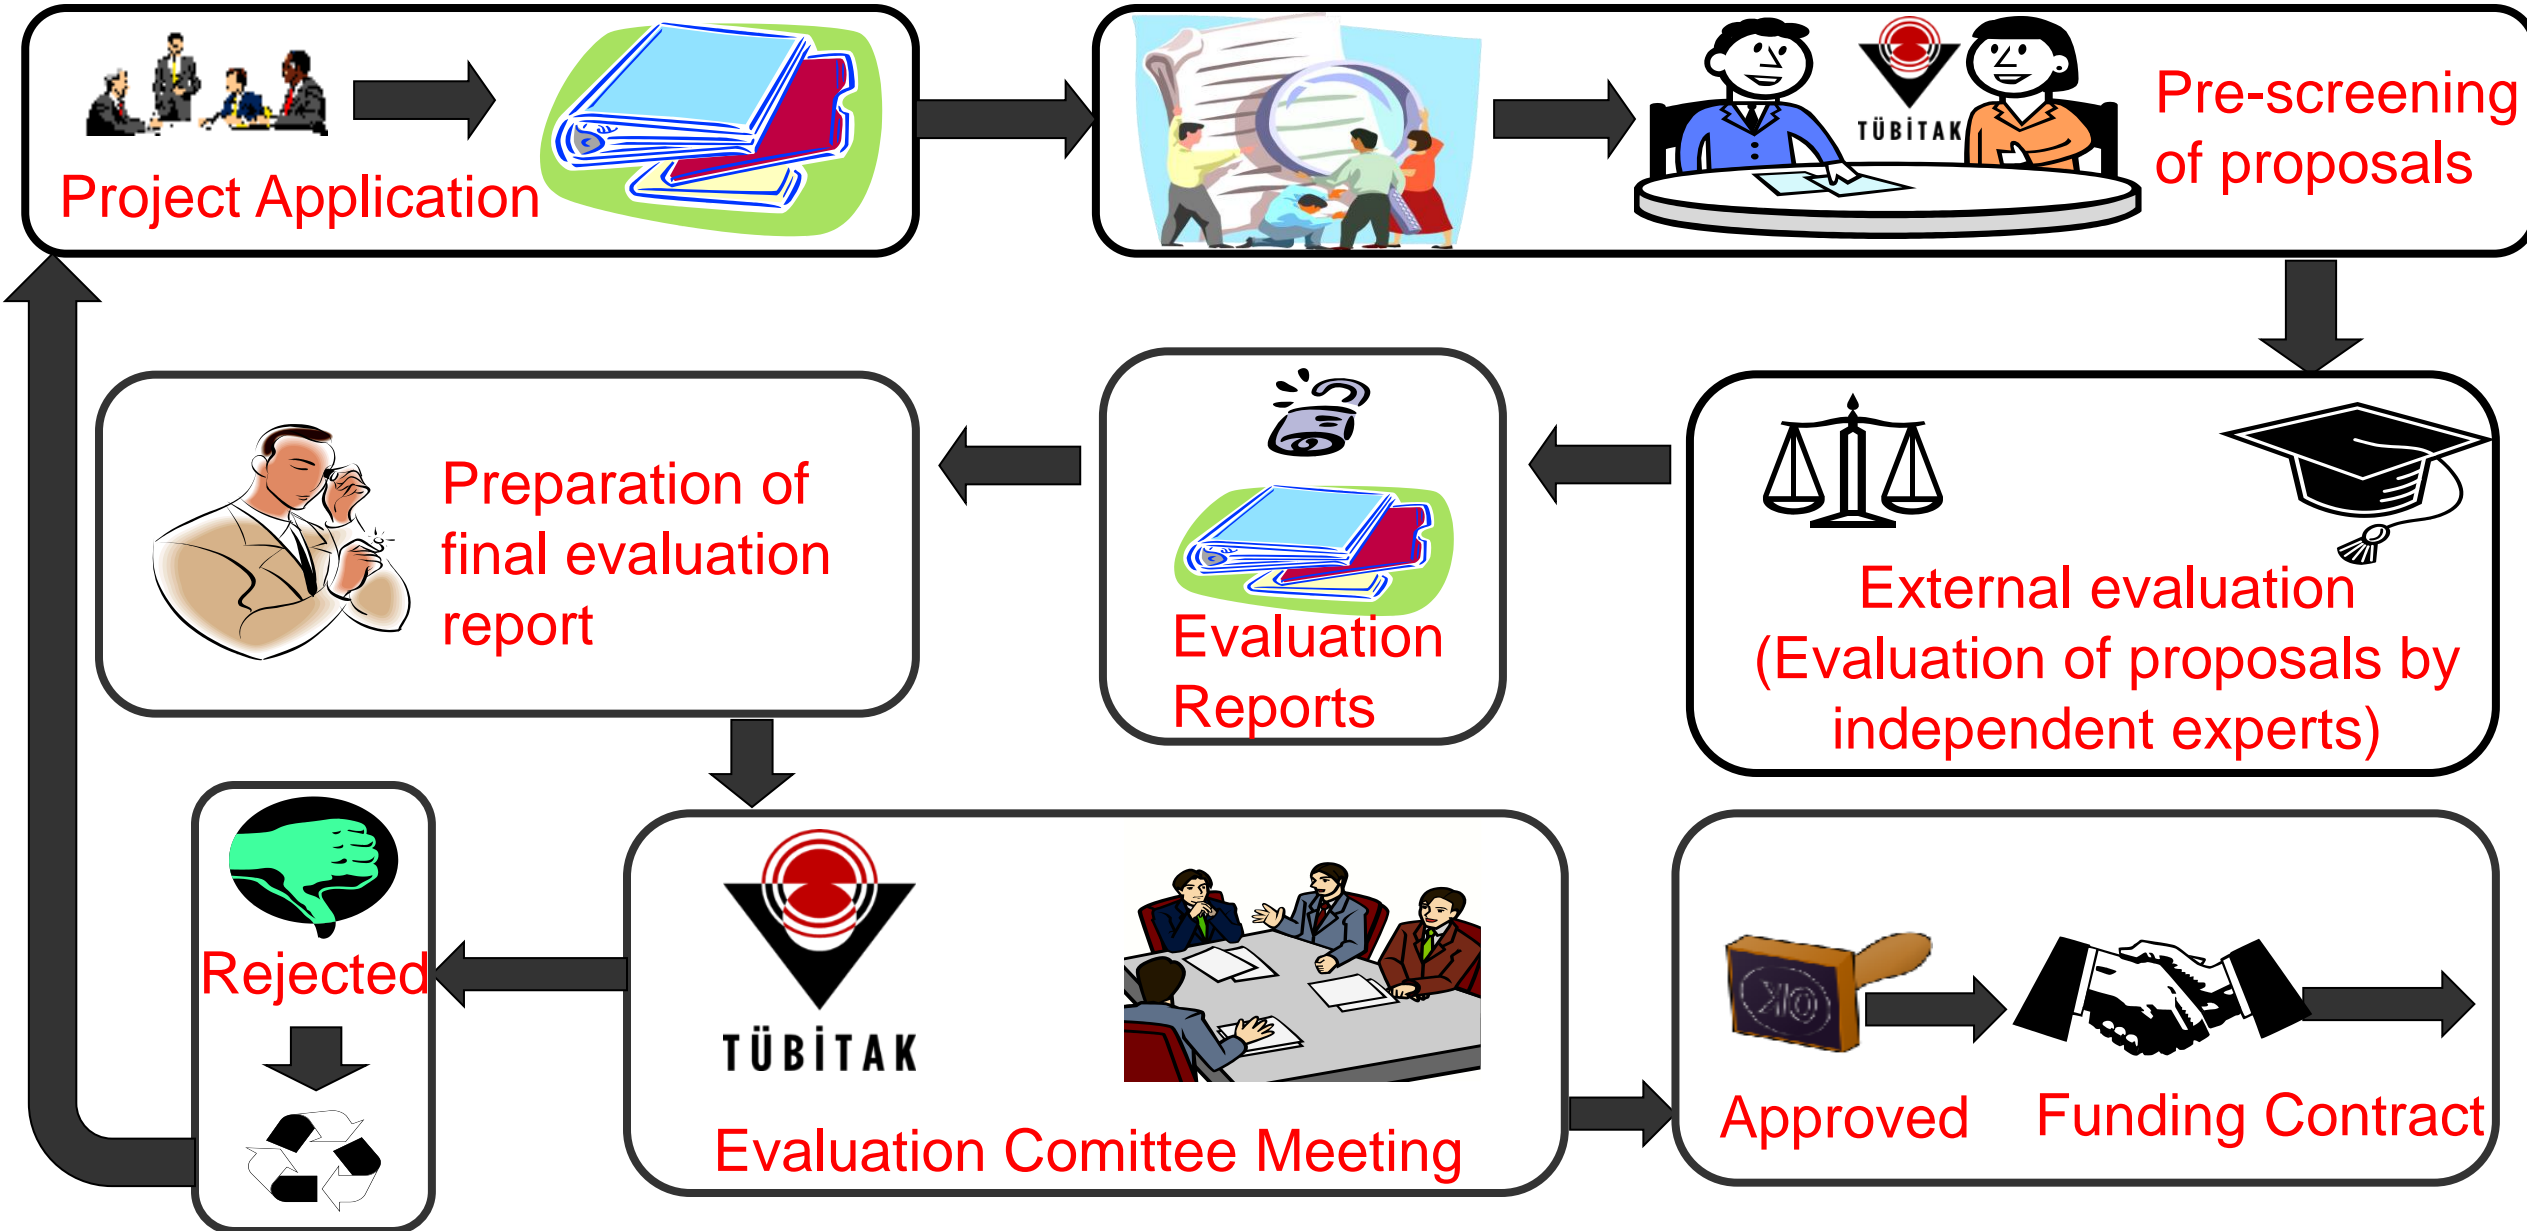 Project Application
TÜBİTAK
Pre-screening
of proposals
Preparation of
final evaluation
report
Evaluation
Reports
External evaluation
(Evaluation of proposals by
independent experts)
Rejected
TÜBİTAK
Evaluation Comittee Meeting
OK
Approved
Funding Contract